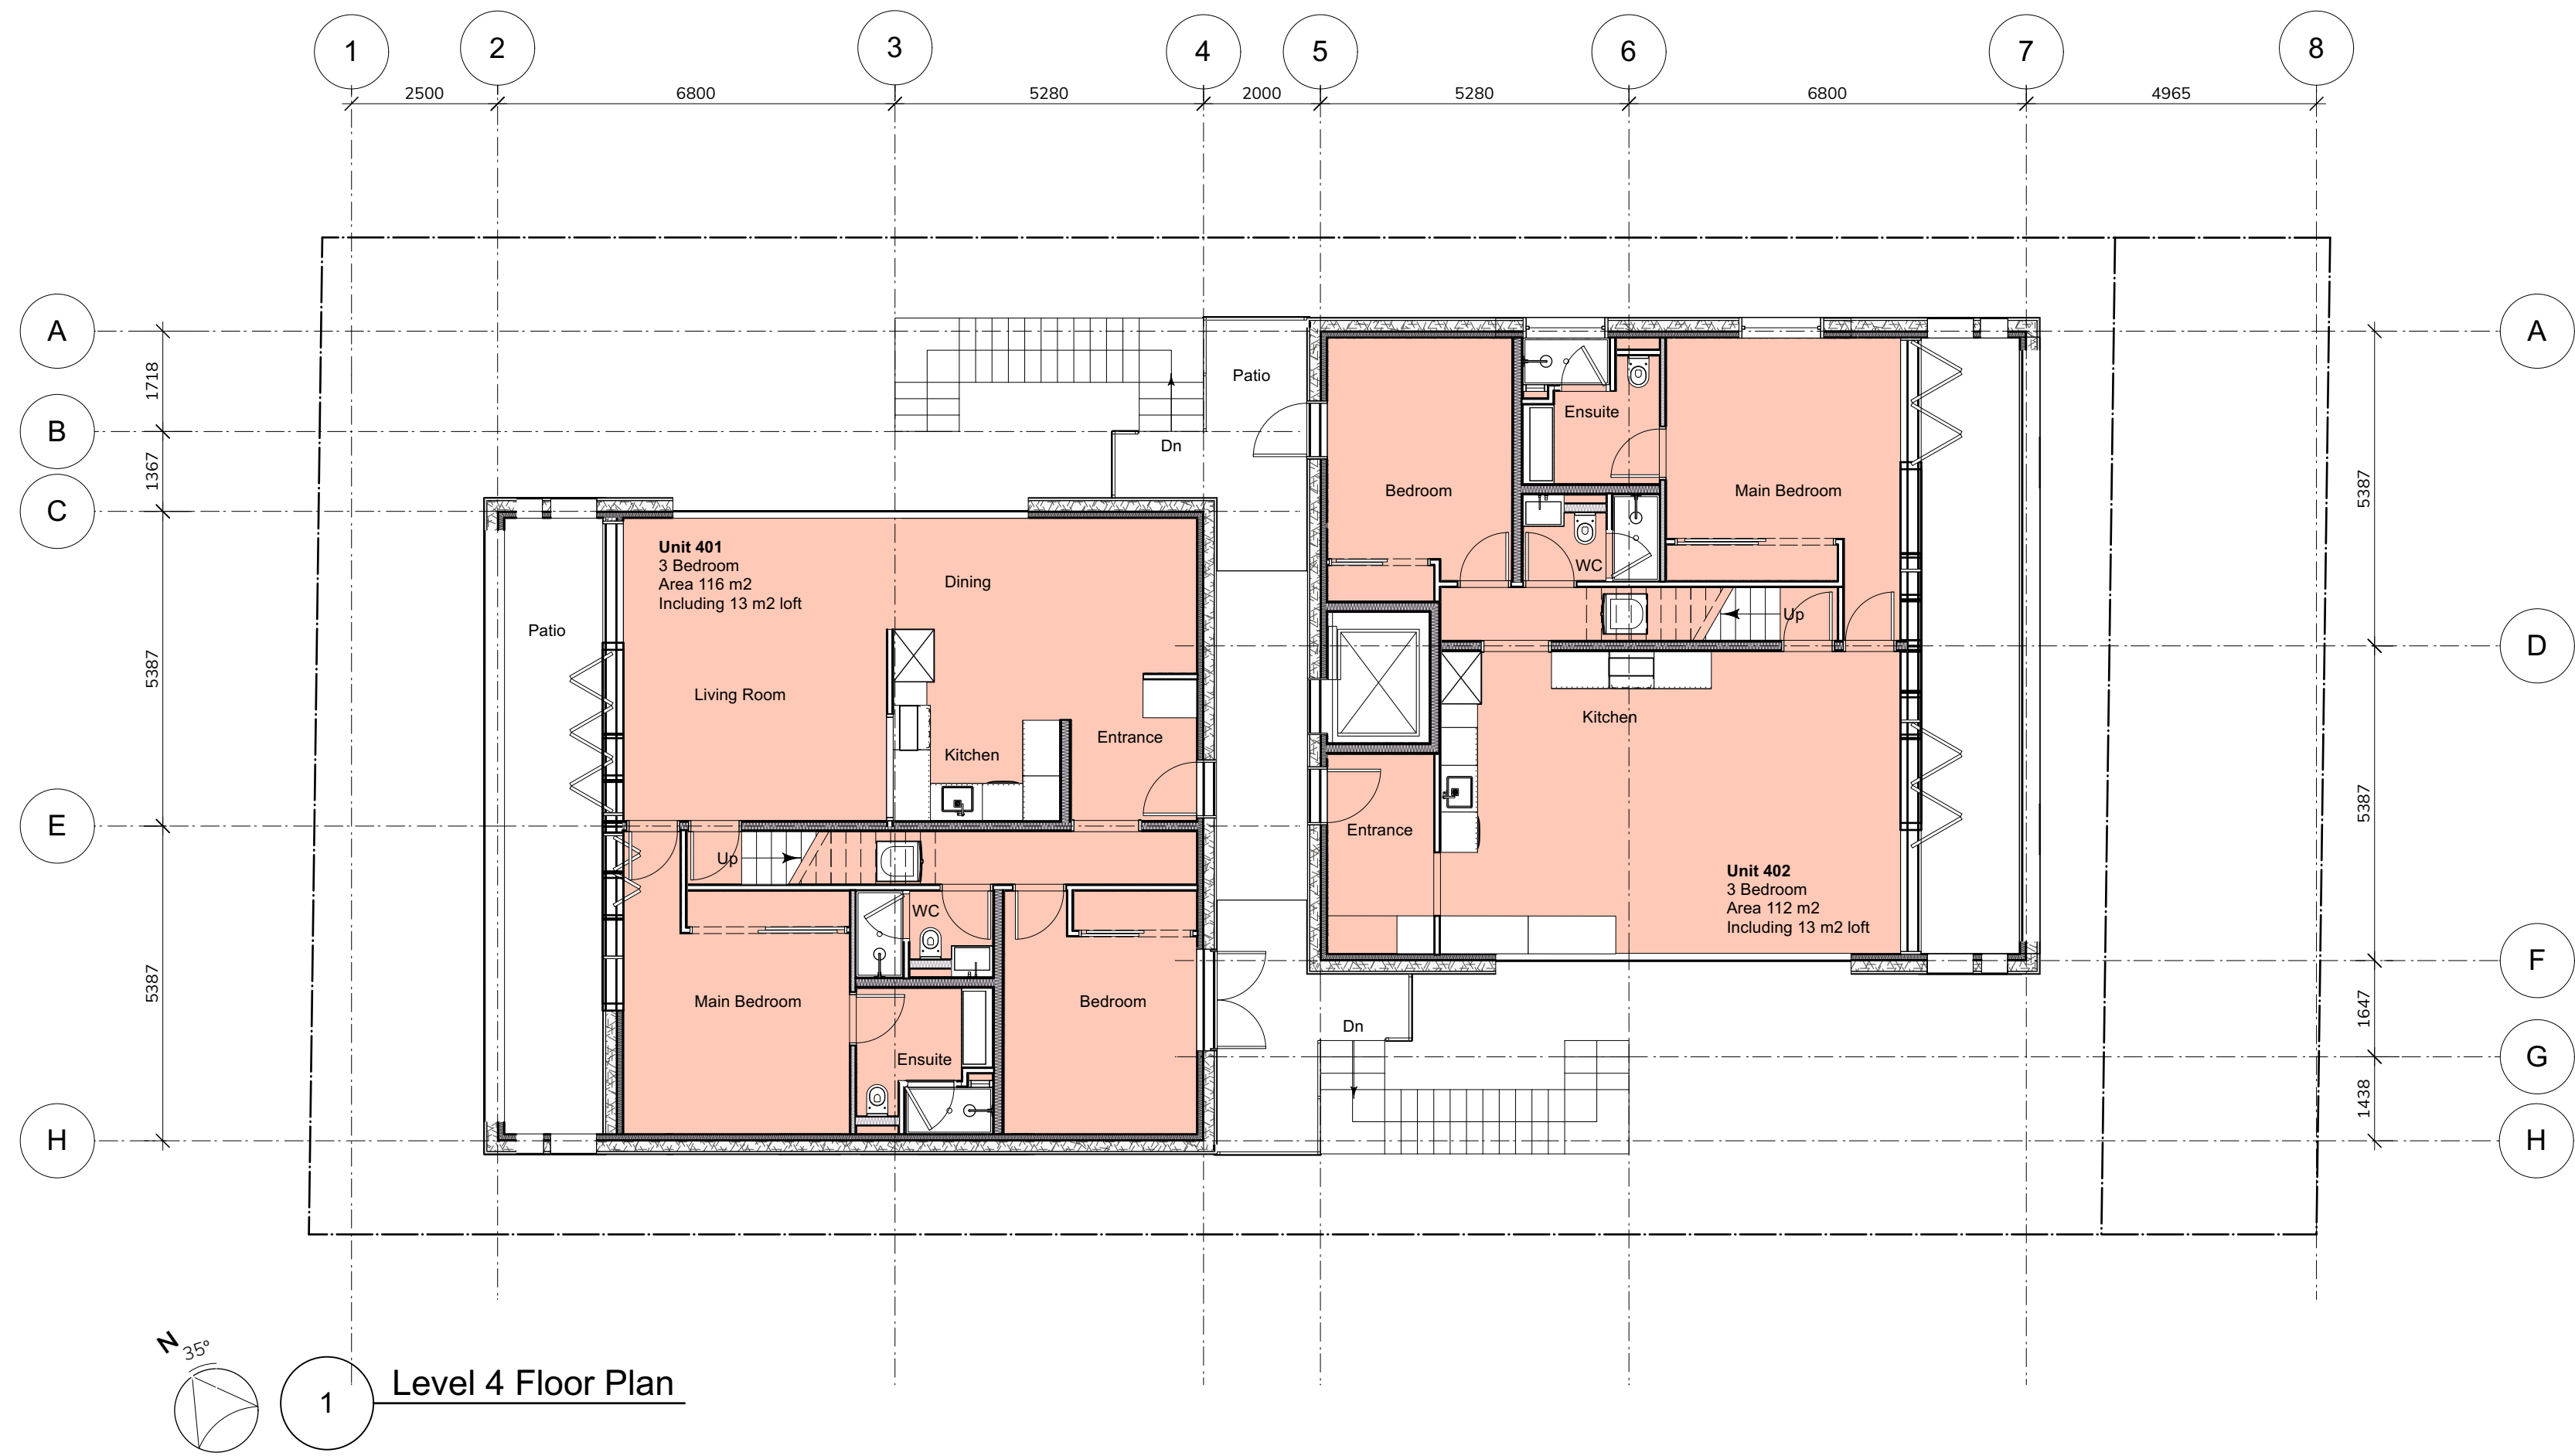 1 2 3 4 5 6 7 8
2500 6800 5280 2000 5280 6800 4965
A A
1718
Patio
Ensuite
B
Dn
1367
5387
Bedroom
Main Bedroom
C
Unit 401
3 Bedroom
Area 116 m2
Including 13 m2 loft
Dining
WC
Up
Patio
D
5387
Living Room
Kitchen
Entrance
Kitchen
5387
E
Entrance
Up
Unit 402
3 Bedroom
Area 112 m2
Including 13 m2 loft
WC
F
5387
Main Bedroom
Bedroom
1647
Dn
Ensuite
G
1438
H H
N
35°
1
Level 4 Floor Plan